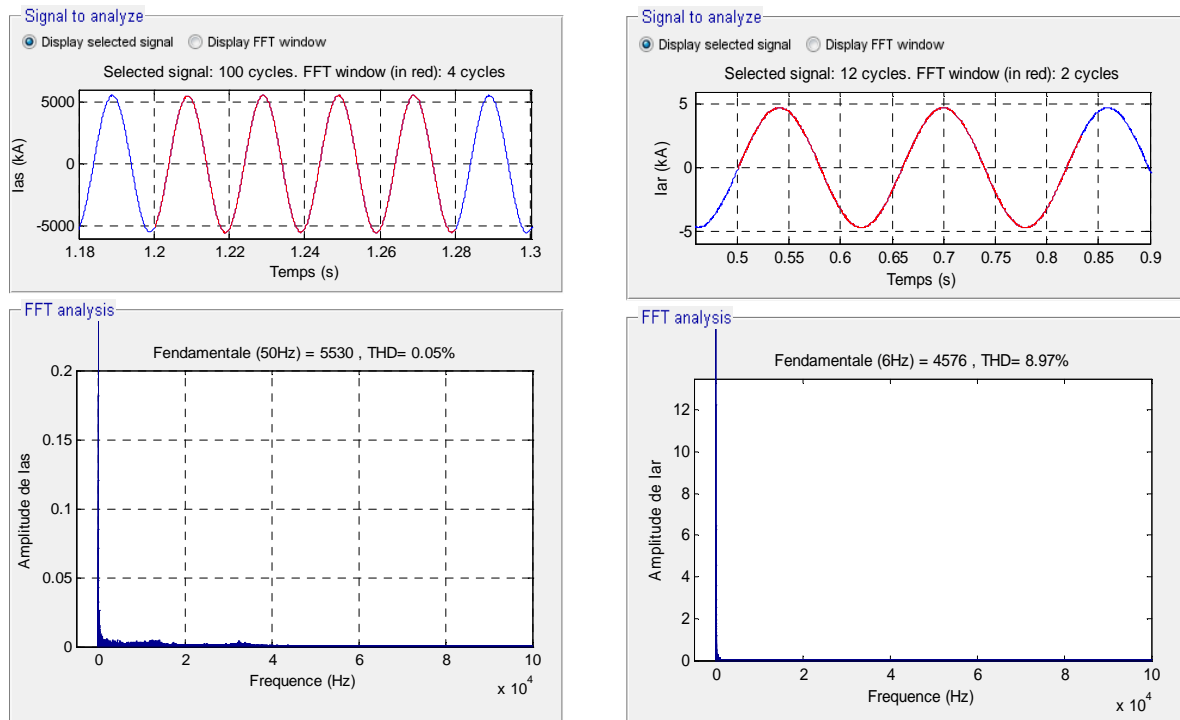 Signal to analyze
Display selected signal Display FFT window
Selected signal: 100 cycles. FFT window (in red): 4 cycles
5000
0
-5000
Ias (kA)
1.18 1.2 1.22 1.24 1.26 1.28 1.3
Temps (s)
FFT analysis
Fendamentale (50Hz) = 5530 , THD= 0.05%
0.2
0.15
0.1
0.05
0
Amplitude de Ias
0 2 4 6 8 10
x 10^4
Frequence (Hz)
Signal to analyze
Display selected signal Display FFT window
Selected signal: 12 cycles. FFT window (in red): 2 cycles
5
0
-5
Iar (kA)
0.5 0.55 0.6 0.65 0.7 0.75 0.8 0.85 0.9
Temps (s)
FFT analysis
Fendamentale (6Hz) = 4576 , THD= 8.97%
12
10
8
6
4
2
0
Amplitude de Iar
0 2 4 6 8 10
x 10^4
Frequence (Hz)